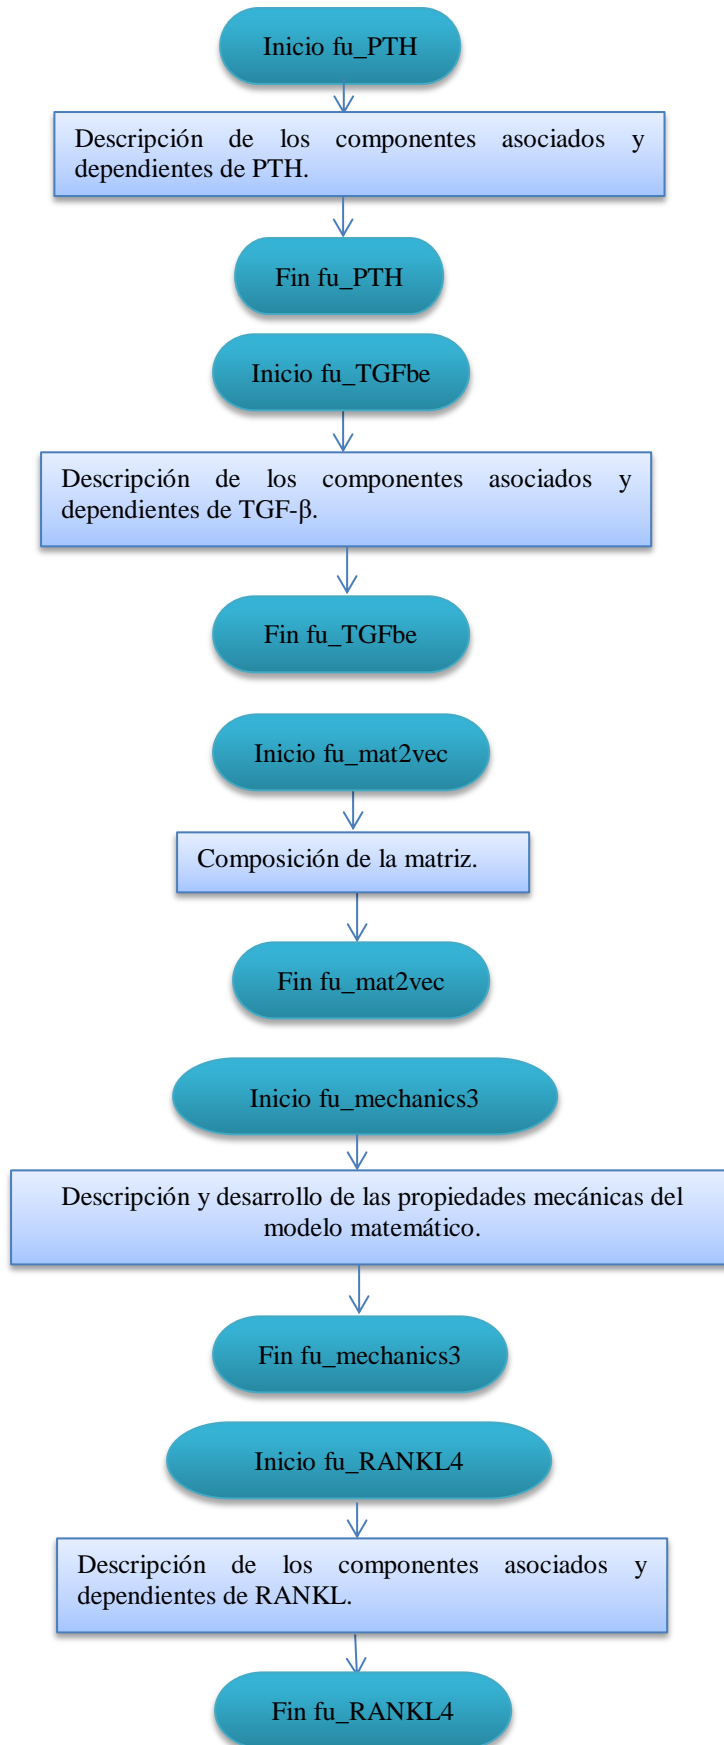 Inicio fu_PTH
Descripción de los componentes asociados y
dependientes de PTH.
Fin fu_PTH
Inicio fu_TGFbe
Descripción de los componentes asociados y
dependientes de TGF-β.
Fin fu_TGFbe
Inicio fu_mat2vec
Composición de la matriz.
Fin fu_mat2vec
Inicio fu_mechanics3
Descripción y desarrollo de las propiedades mecánicas del
modelo matemático.
Fin fu_mechanics3
Inicio fu_RANKL4
Descripción de los componentes asociados y
dependientes de RANKL.
Fin fu_RANKL4